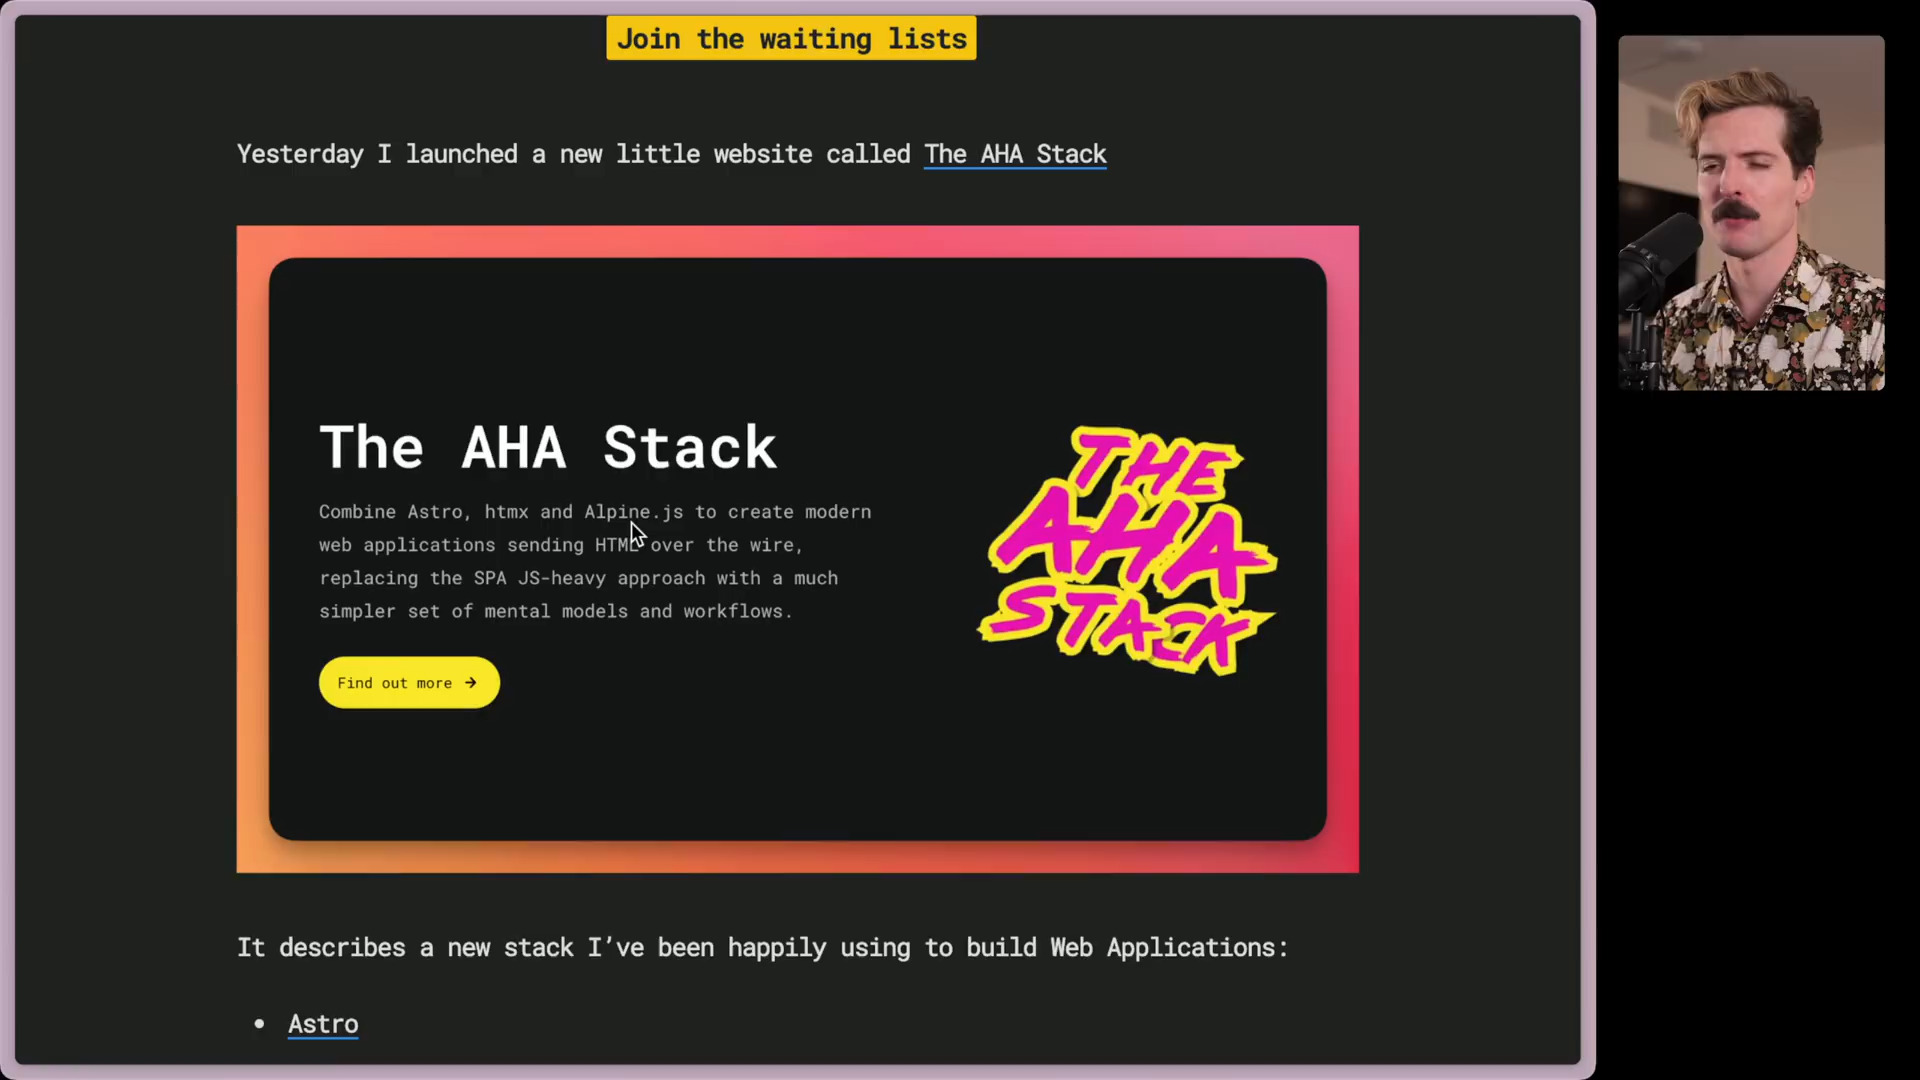 Join the waiting lists
Yesterday I launched a new little website called The AHA Stack
The AHA Stack
Combine Astro, htmx and Alpine.js to create modern
web applications sending HTML over the wire,
replacing the SPA JS-heavy approach with a much
simpler set of mental models and workflows.
Find out more →
THE
AHA
STACK
It describes a new stack I’ve been happily using to build Web Applications:
• Astro